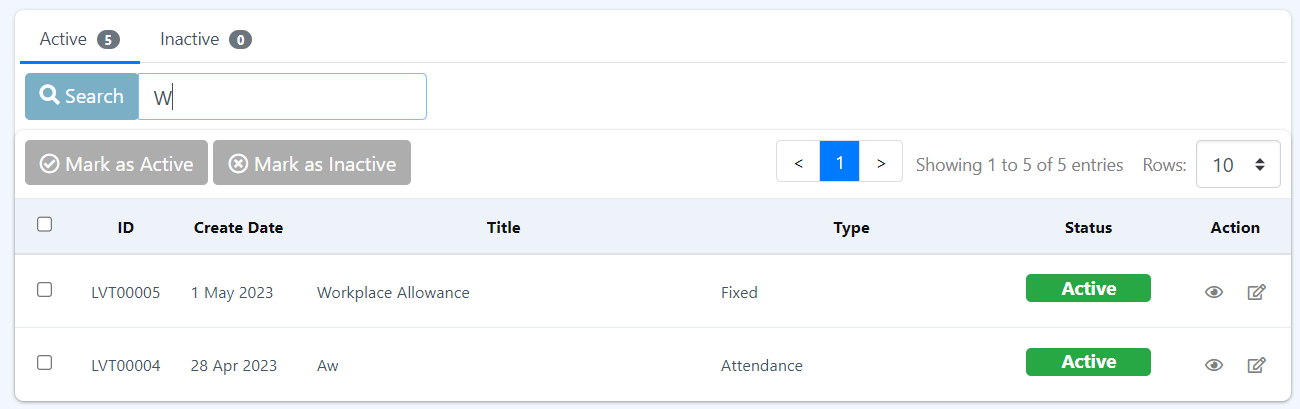 Active 5 Inactive 0
Search W
Mark as Active Mark as Inactive < 1 > Showing 1 to 5 of 5 entries Rows: 10
ID Create Date Title Type Status Action
LVT00005 1 May 2023 Workplace Allowance Fixed Active
LVT00004 28 Apr 2023 Aw Attendance Active